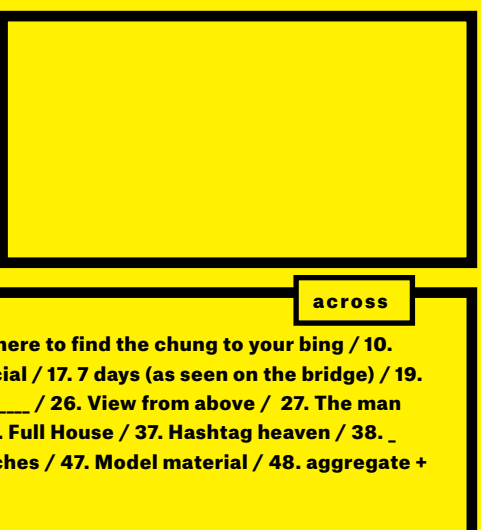 across
here to find the chung to your bing / 10.
cial / 17. 7 days (as seen on the bridge) / 19.
____ / 26. View from above / 27. The man
. Full House / 37. Hashtag heaven / 38. _
ches / 47. Model material / 48. aggregate +